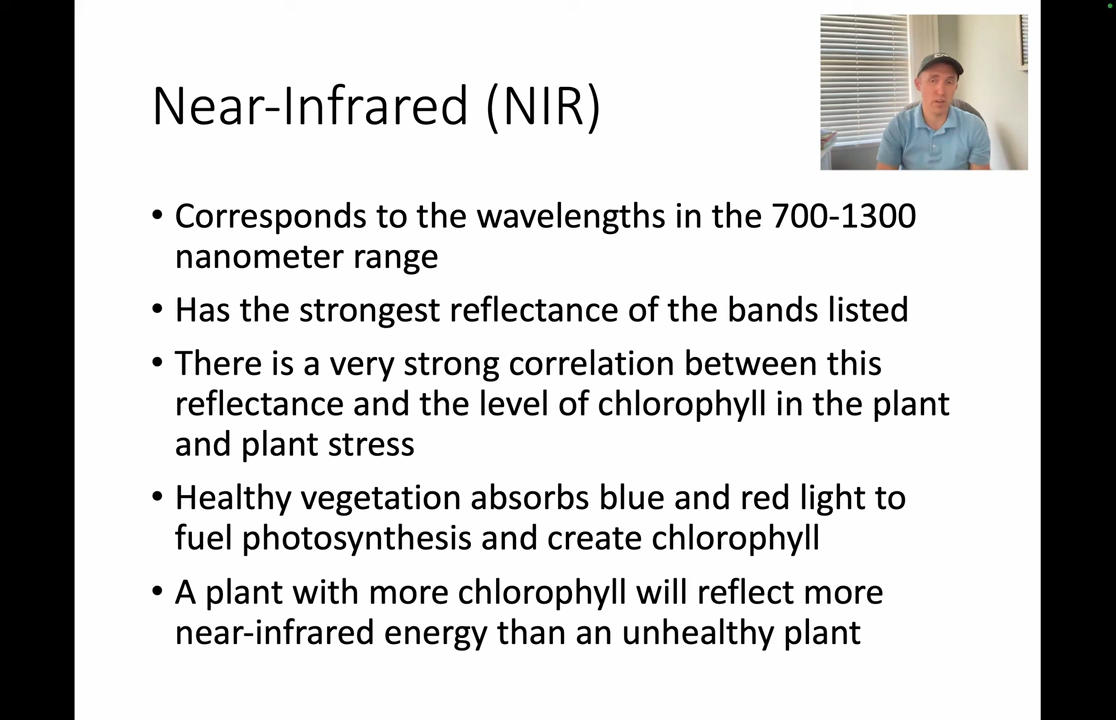 Near-Infrared (NIR)
• Corresponds to the wavelengths in the 700-1300
nanometer range
• Has the strongest reflectance of the bands listed
• There is a very strong correlation between this
reflectance and the level of chlorophyll in the plant
and plant stress
• Healthy vegetation absorbs blue and red light to
fuel photosynthesis and create chlorophyll
• A plant with more chlorophyll will reflect more
near-infrared energy than an unhealthy plant